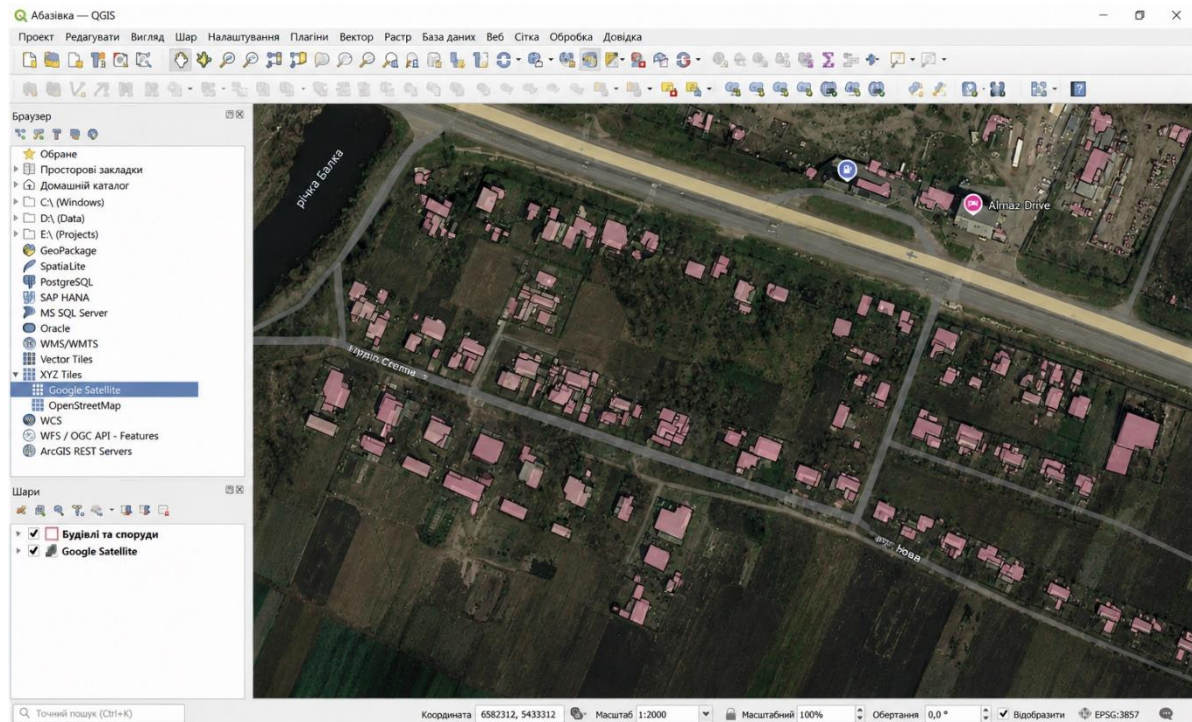 Абазівка — QGIS
Проект Редагувати Вигляд Шар Налаштування Плагіни Вектор Растр База даних Веб Сітка Обробка Довідка
Браузер
Обране
Просторові закладки
Домашній каталог
C:\ (Windows)
D:\ (Data)
E:\ (Projects)
GeoPackage
SpatiaLite
PostgreSQL
SAP HANA
MS SQL Server
Oracle
WMS/WMTS
Vector Tiles
XYZ Tiles
Google Satellite
OpenStreetMap
WCS
WFS / OGC API - Features
ArcGIS REST Servers
Шари
Будівлі та споруди
Google Satellite
річка Балка
Almaz Drive
Точний пошук (Ctrl+K)
Координата 6582312, 5433312 Масштаб 1:2000 Масштабний 100% Обертання 0,0 ° Відобразити EPSG:3857